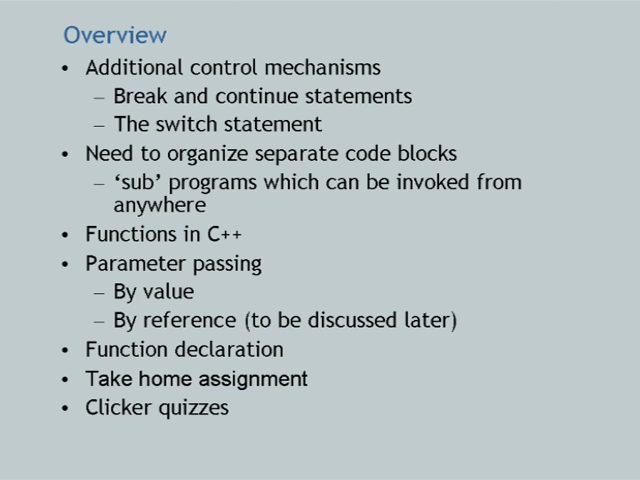 Overview
• Additional control mechanisms
– Break and continue statements
– The switch statement
• Need to organize separate code blocks
– ‘sub’ programs which can be invoked from
anywhere
• Functions in C++
• Parameter passing
– By value
– By reference (to be discussed later)
• Function declaration
• Take home assignment
• Clicker quizzes